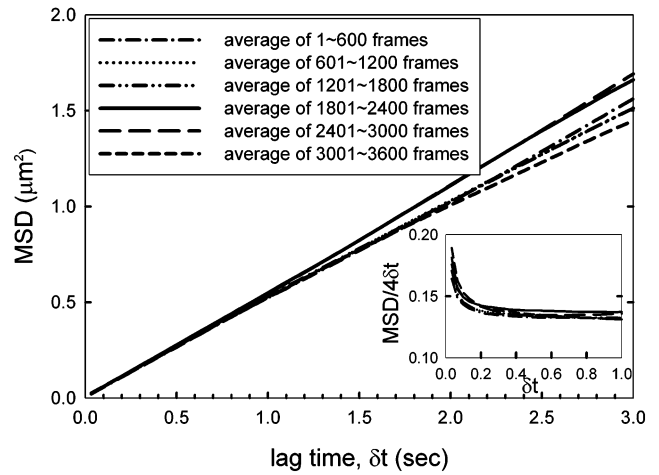 2.0
1.5
1.0
0.5
0.0
MSD (μm²)
average of 1~600 frames
average of 601~1200 frames
average of 1201~1800 frames
average of 1801~2400 frames
average of 2401~3000 frames
average of 3001~3600 frames
0.20
0.15
0.10
MSD/4δt
0.0 0.2 0.4 0.6 0.8 1.0
δt
0.0 0.5 1.0 1.5 2.0 2.5 3.0
lag time, δt (sec)